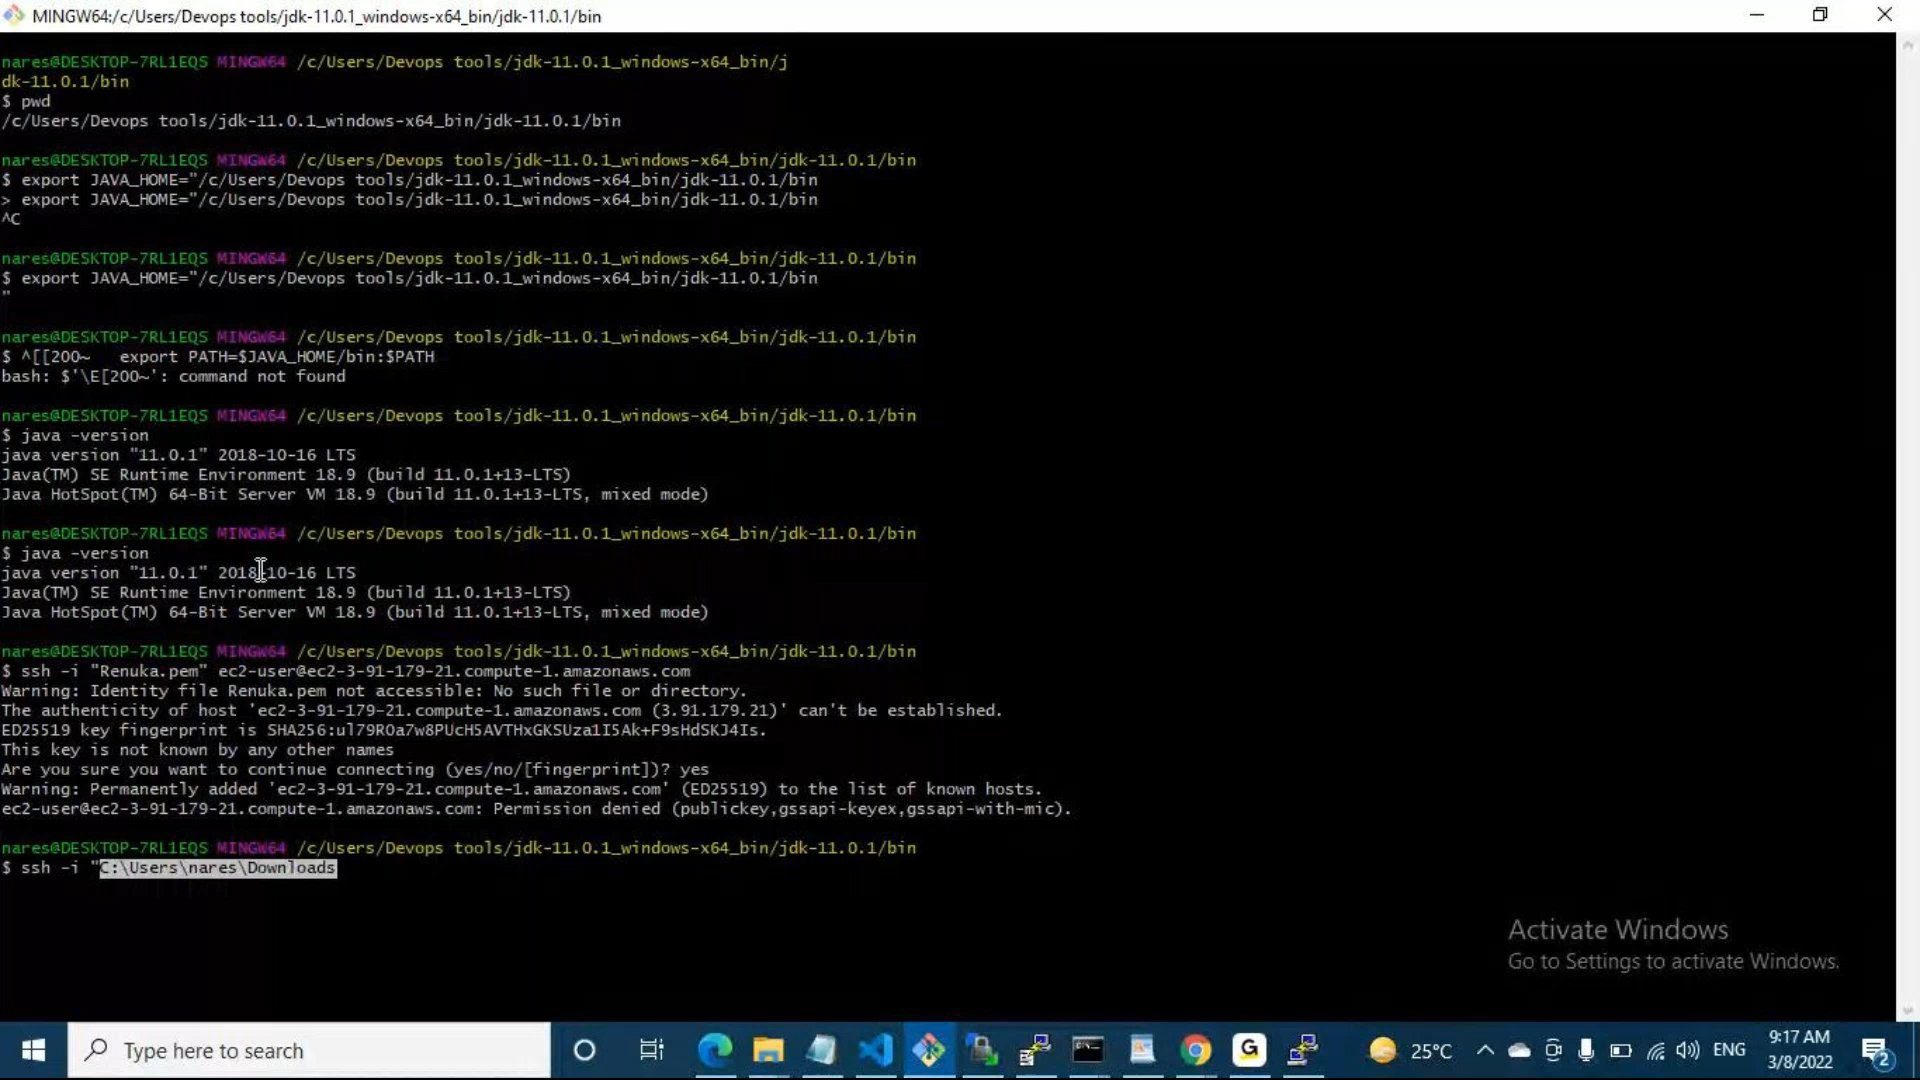 MINGW64:/c/Users/Devops tools/jdk-11.0.1_windows-x64_bin/jdk-11.0.1/bin
nares@DESKTOP-7RL1EQS MINGW64 /c/Users/Devops tools/jdk-11.0.1_windows-x64_bin/j
dk-11.0.1/bin
$ pwd
/c/Users/Devops tools/jdk-11.0.1_windows-x64_bin/jdk-11.0.1/bin
nares@DESKTOP-7RL1EQS MINGW64 /c/Users/Devops tools/jdk-11.0.1_windows-x64_bin/jdk-11.0.1/bin
$ export JAVA_HOME="/c/Users/Devops tools/jdk-11.0.1_windows-x64_bin/jdk-11.0.1/bin
> export JAVA_HOME="/c/Users/Devops tools/jdk-11.0.1_windows-x64_bin/jdk-11.0.1/bin
^C
nares@DESKTOP-7RL1EQS MINGW64 /c/Users/Devops tools/jdk-11.0.1_windows-x64_bin/jdk-11.0.1/bin
$ export JAVA_HOME="/c/Users/Devops tools/jdk-11.0.1_windows-x64_bin/jdk-11.0.1/bin
"
nares@DESKTOP-7RL1EQS MINGW64 /c/Users/Devops tools/jdk-11.0.1_windows-x64_bin/jdk-11.0.1/bin
$ ^[[200~   export PATH=$JAVA_HOME/bin:$PATH
bash: $'\E[200~': command not found
nares@DESKTOP-7RL1EQS MINGW64 /c/Users/Devops tools/jdk-11.0.1_windows-x64_bin/jdk-11.0.1/bin
$ java -version
java version "11.0.1" 2018-10-16 LTS
Java(TM) SE Runtime Environment 18.9 (build 11.0.1+13-LTS)
Java HotSpot(TM) 64-Bit Server VM 18.9 (build 11.0.1+13-LTS, mixed mode)
nares@DESKTOP-7RL1EQS MINGW64 /c/Users/Devops tools/jdk-11.0.1_windows-x64_bin/jdk-11.0.1/bin
$ java -version
java version "11.0.1" 2018-10-16 LTS
Java(TM) SE Runtime Environment 18.9 (build 11.0.1+13-LTS)
Java HotSpot(TM) 64-Bit Server VM 18.9 (build 11.0.1+13-LTS, mixed mode)
nares@DESKTOP-7RL1EQS MINGW64 /c/Users/Devops tools/jdk-11.0.1_windows-x64_bin/jdk-11.0.1/bin
$ ssh -i "Renuka.pem" ec2-user@ec2-3-91-179-21.compute-1.amazonaws.com
Warning: Identity file Renuka.pem not accessible: No such file or directory.
The authenticity of host 'ec2-3-91-179-21.compute-1.amazonaws.com (3.91.179.21)' can't be established.
ED25519 key fingerprint is SHA256:ul79R0a7w8PUcH5AVTHxGKSUza1I5Ak+F9sHdSKJ4Is.
This key is not known by any other names
Are you sure you want to continue connecting (yes/no/[fingerprint])? yes
Warning: Permanently added 'ec2-3-91-179-21.compute-1.amazonaws.com' (ED25519) to the list of known hosts.
ec2-user@ec2-3-91-179-21.compute-1.amazonaws.com: Permission denied (publickey,gssapi-keyex,gssapi-with-mic).
nares@DESKTOP-7RL1EQS MINGW64 /c/Users/Devops tools/jdk-11.0.1_windows-x64_bin/jdk-11.0.1/bin
$ ssh -i "C:\Users\nares\Downloads
Activate Windows
Go to Settings to activate Windows.
Type here to search
G
25°C
ENG
9:17 AM
3/8/2022
2